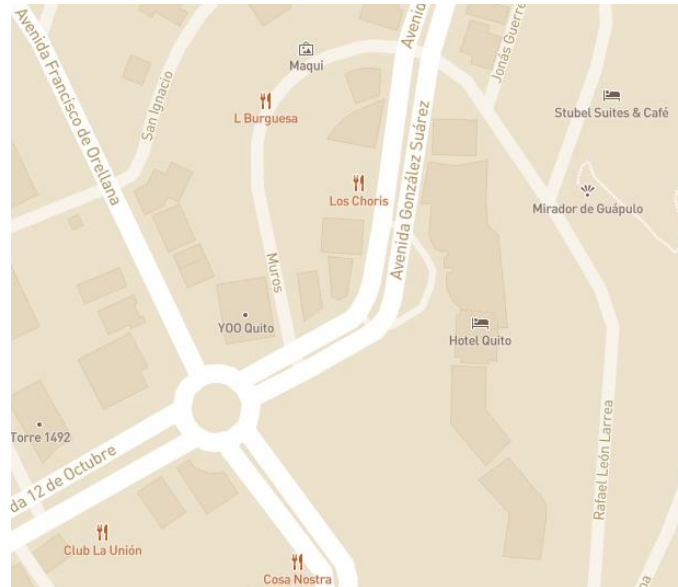 Avenida Francisco de Orellana
San Ignacio
Maqui
Avenid
Jonás Guerre
L Burguesa
Stubel Suites & Café
Los Choris
Avenida González Suárez
Mirador de Guápulo
Muros
YOO Quito
Hotel Quito
Torre 1492
da 12 de Octubre
Rafael León Larrea
Club La Unión
Cosa Nostra